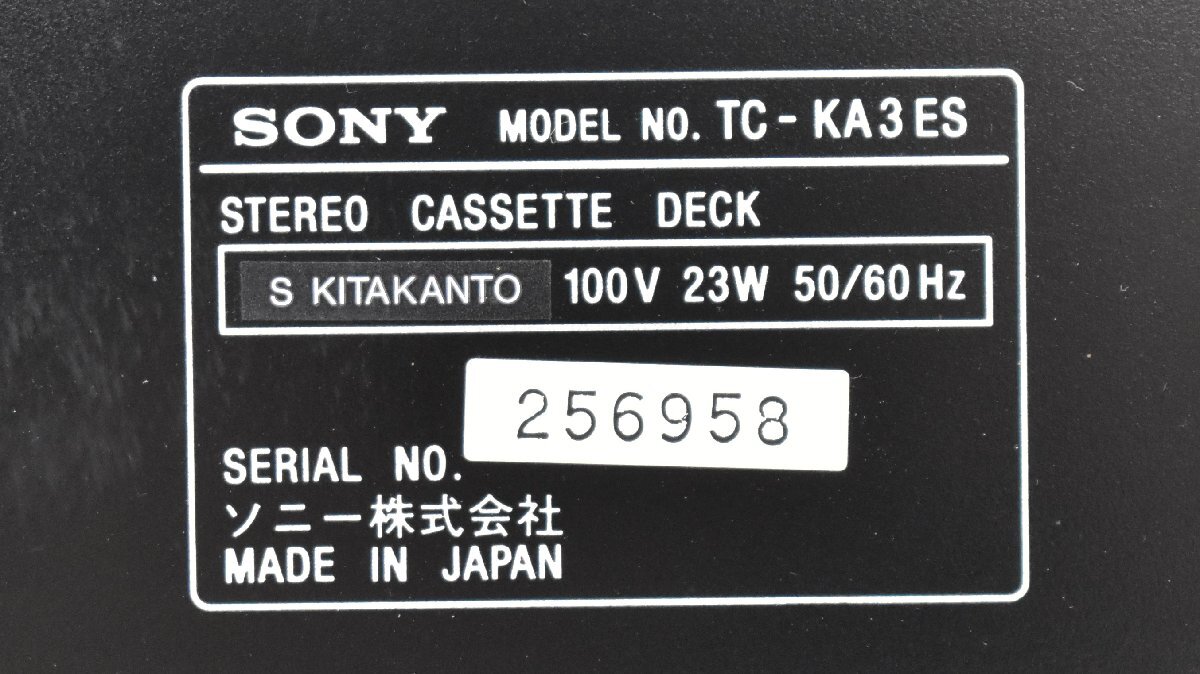 SONY MODEL NO. TC - KA3ES
STEREO CASSETTE DECK
S KITAKANTO 100V 23W 50/60Hz
256958
SERIAL NO.
ソニー株式会社
MADE IN JAPAN